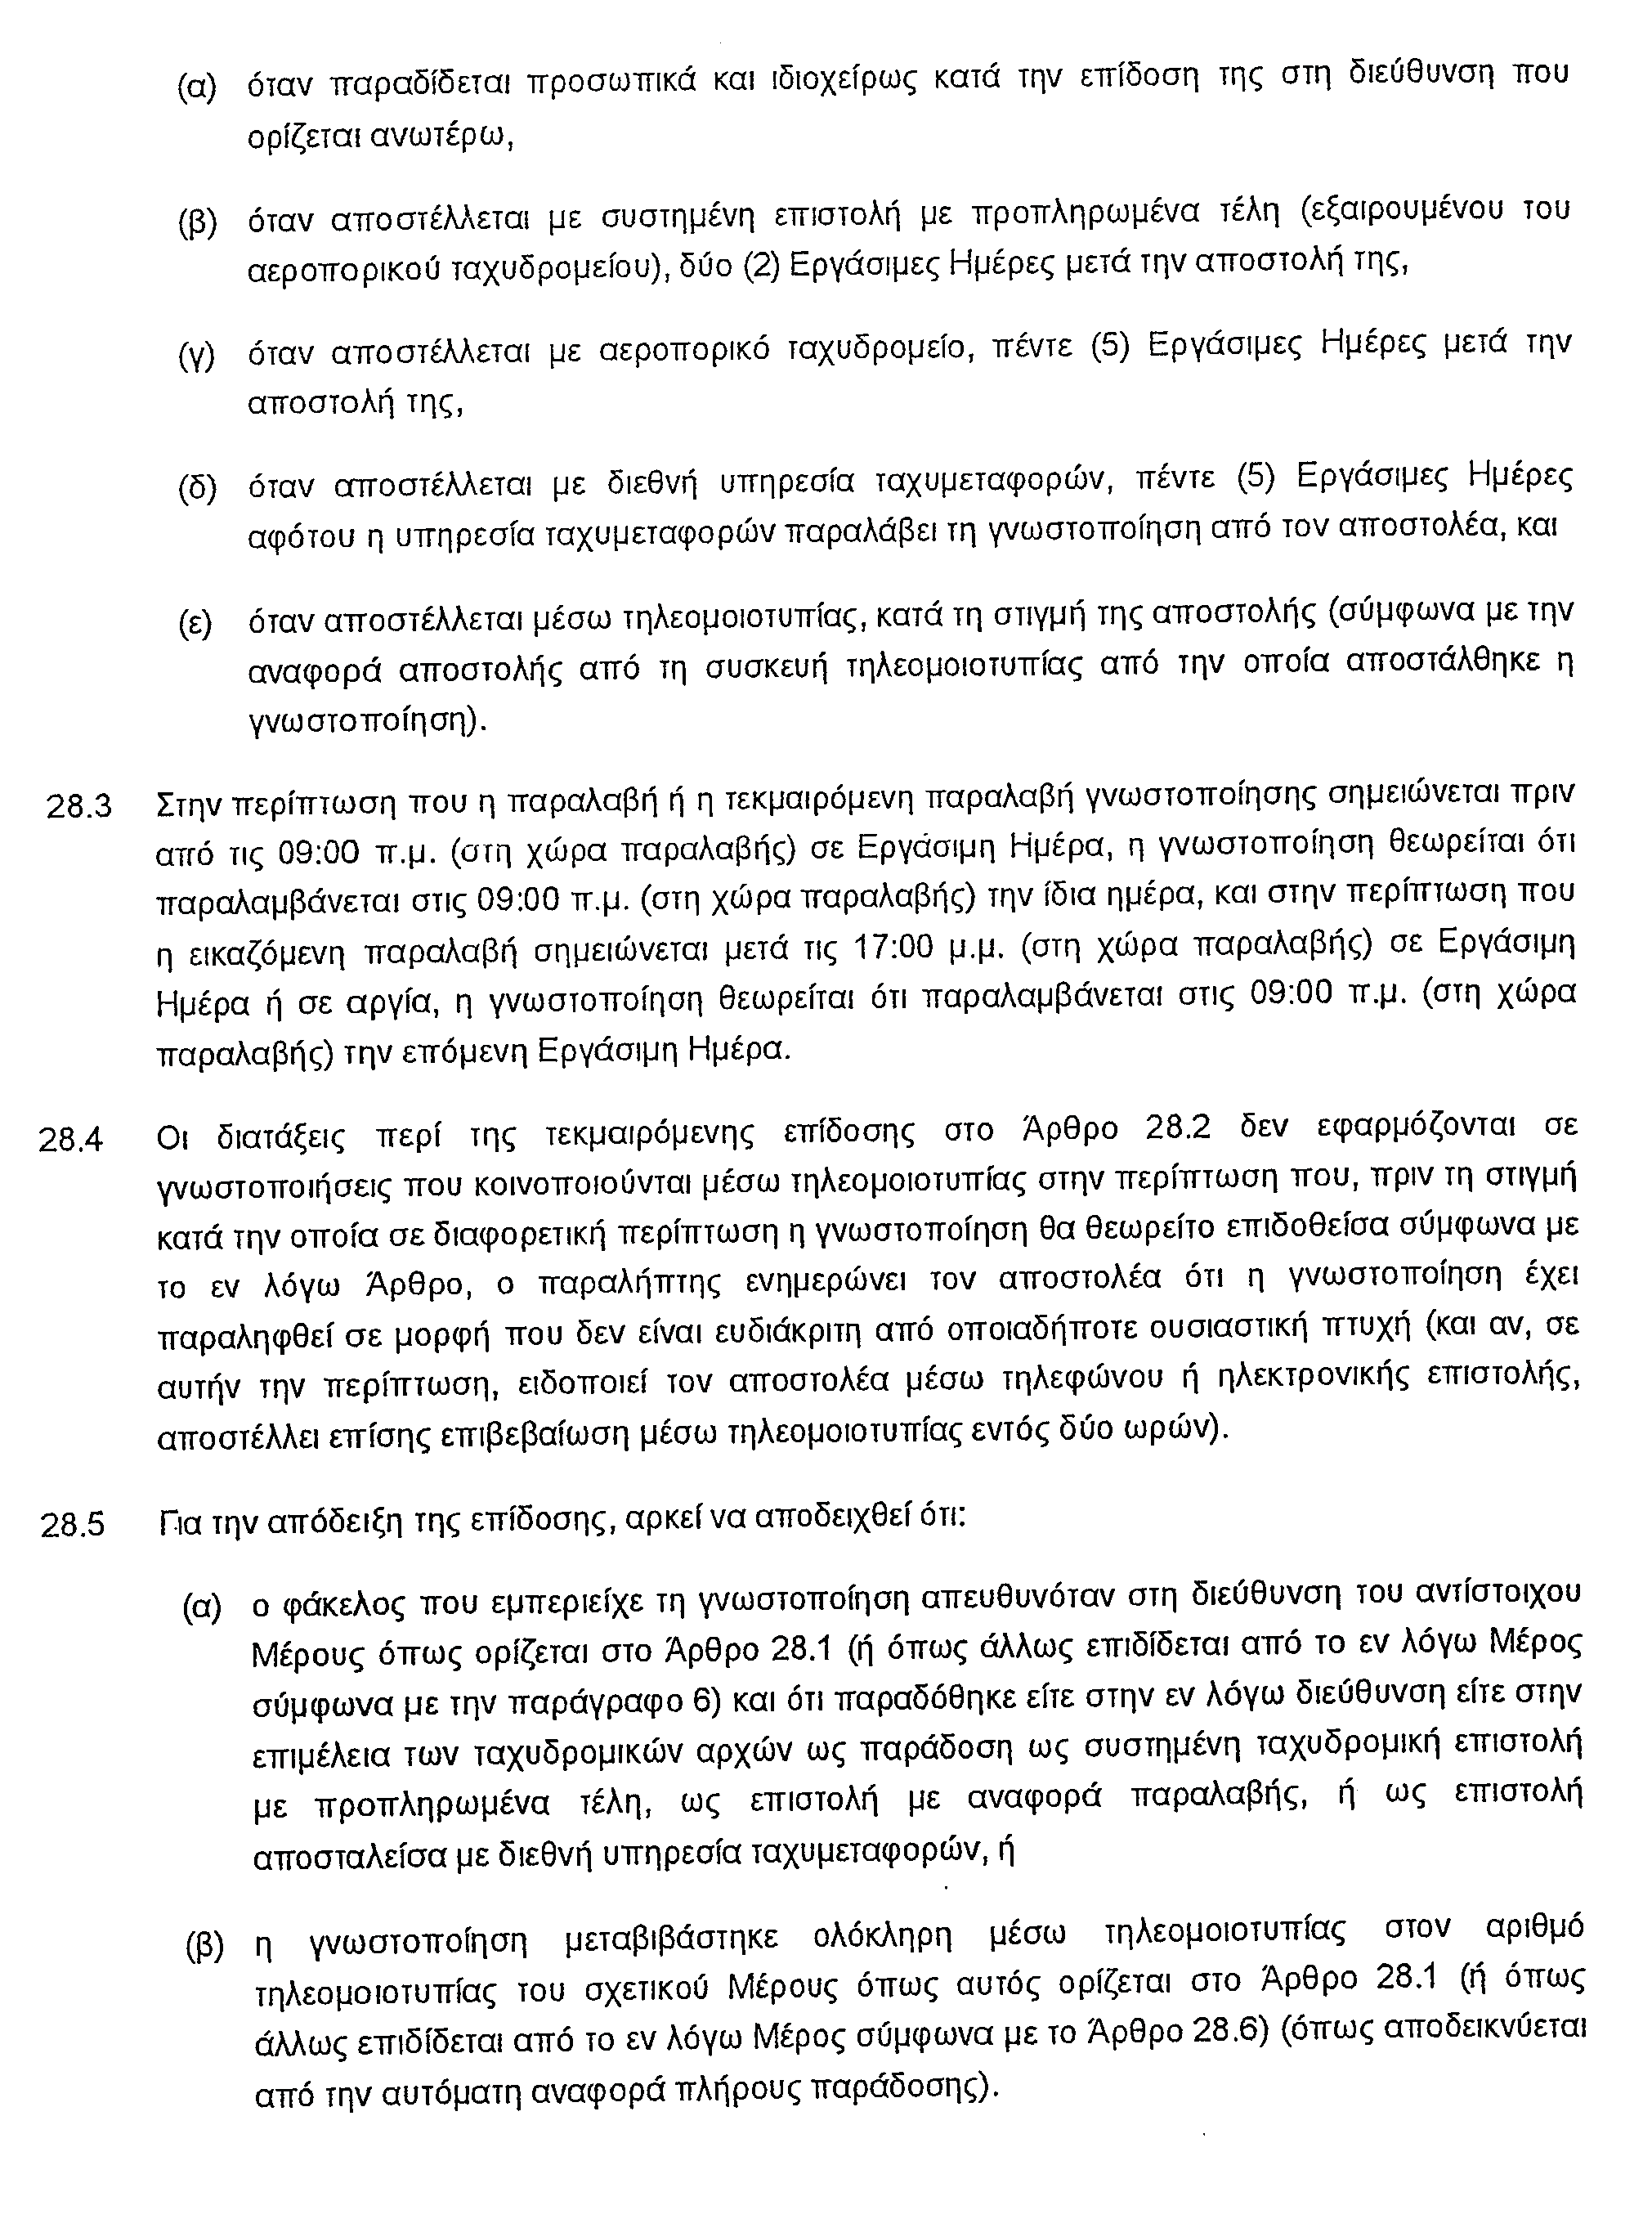 (α) όταν παραδίδεται προσωπικά και ιδιοχείρως κατά την επίδοση της στη διεύθυνση που
ορίζεται ανωτέρω,
(β) όταν αποστέλλεται με συστημένη επιστολή με προπληρωμένα τέλη (εξαιρουμένου του
αεροπορικού ταχυδρομείου), δύο (2) Εργάσιμες Ημέρες μετά την αποστολή της,
(γ) όταν αποστέλλεται με αεροπορικό ταχυδρομείο, πέντε (5) Εργάσιμες Ημέρες μετά την
αποστολή της,
(δ) όταν αποστέλλεται με διεθνή υπηρεσία ταχυμεταφορών, πέντε (5) Εργάσιμες Ημέρες
αφότου η υπηρεσία ταχυμεταφορών παραλάβει τη γνωστοποίηση από τον αποστολέα, και
(ε) όταν αποστέλλεται μέσω τηλεομοιοτυπίας, κατά τη στιγμή της αποστολής (σύμφωνα με την
αναφορά αποστολής από τη συσκευή τηλεομοιοτυπίας από την οποία αποστάλθηκε η
γνωστοποίηση).
28.3 Στην περίπτωση που η παραλαβή ή η τεκμαιρόμενη παραλαβή γνωστοποίησης σημειώνεται πριν
από τις 09:00 π.μ. (στη χώρα παραλαβής) σε Εργάσιμη Ημέρα, η γνωστοποίηση θεωρείται ότι
παραλαμβάνεται στις 09:00 π.μ. (στη χώρα παραλαβής) την ίδια ημέρα, και στην περίπτωση που
η εικαζόμενη παραλαβή σημειώνεται μετά τις 17:00 μ.μ. (στη χώρα παραλαβής) σε Εργάσιμη
Ημέρα ή σε αργία, η γνωστοποίηση θεωρείται ότι παραλαμβάνεται στις 09:00 π.μ. (στη χώρα
παραλαβής) την επόμενη Εργάσιμη Ημέρα.
28.4 Οι διατάξεις περί της τεκμαιρόμενης επίδοσης στο Άρθρο 28.2 δεν εφαρμόζονται σε
γνωστοποιήσεις που κοινοποιούνται μέσω τηλεομοιοτυπίας στην περίπτωση που, πριν τη στιγμή
κατά την οποία σε διαφορετική περίπτωση η γνωστοποίηση θα θεωρείτο επιδοθείσα σύμφωνα με
το εν λόγω Άρθρο, ο παραλήπτης ενημερώνει τον αποστολέα ότι η γνωστοποίηση έχει
παραληφθεί σε μορφή που δεν είναι ευδιάκριτη από οποιαδήποτε ουσιαστική πτυχή (και αν, σε
αυτήν την περίπτωση, ειδοποιεί τον αποστολέα μέσω τηλεφώνου ή ηλεκτρονικής επιστολής,
αποστέλλει επίσης επιβεβαίωση μέσω τηλεομοιοτυπίας εντός δύο ωρών).
28.5 Για την απόδειξη της επίδοσης, αρκεί να αποδειχθεί ότι:
(α) ο φάκελος που εμπεριείχε τη γνωστοποίηση απευθυνόταν στη διεύθυνση του αντίστοιχου
Μέρους όπως ορίζεται στο Άρθρο 28.1 (ή όπως άλλως επιδίδεται από το εν λόγω Μέρος
σύμφωνα με την παράγραφο 6) και ότι παραδόθηκε είτε στην εν λόγω διεύθυνση είτε στην
επιμέλεια των ταχυδρομικών αρχών ως παράδοση ως συστημένη ταχυδρομική επιστολή
με προπληρωμένα τέλη, ως επιστολή με αναφορά παραλαβής, ή ως επιστολή
αποσταλείσα με διεθνή υπηρεσία ταχυμεταφορών, ή
(β) η γνωστοποίηση μεταβιβάστηκε ολόκληρη μέσω τηλεομοιοτυπίας στον αριθμό
τηλεομοιοτυπίας του σχετικού Μέρους όπως αυτός ορίζεται στο Άρθρο 28.1 (ή όπως
άλλως επιδίδεται από το εν λόγω Μέρος σύμφωνα με το Άρθρο 28.6) (όπως αποδεικνύεται
από την αυτόματη αναφορά πλήρους παράδοσης).